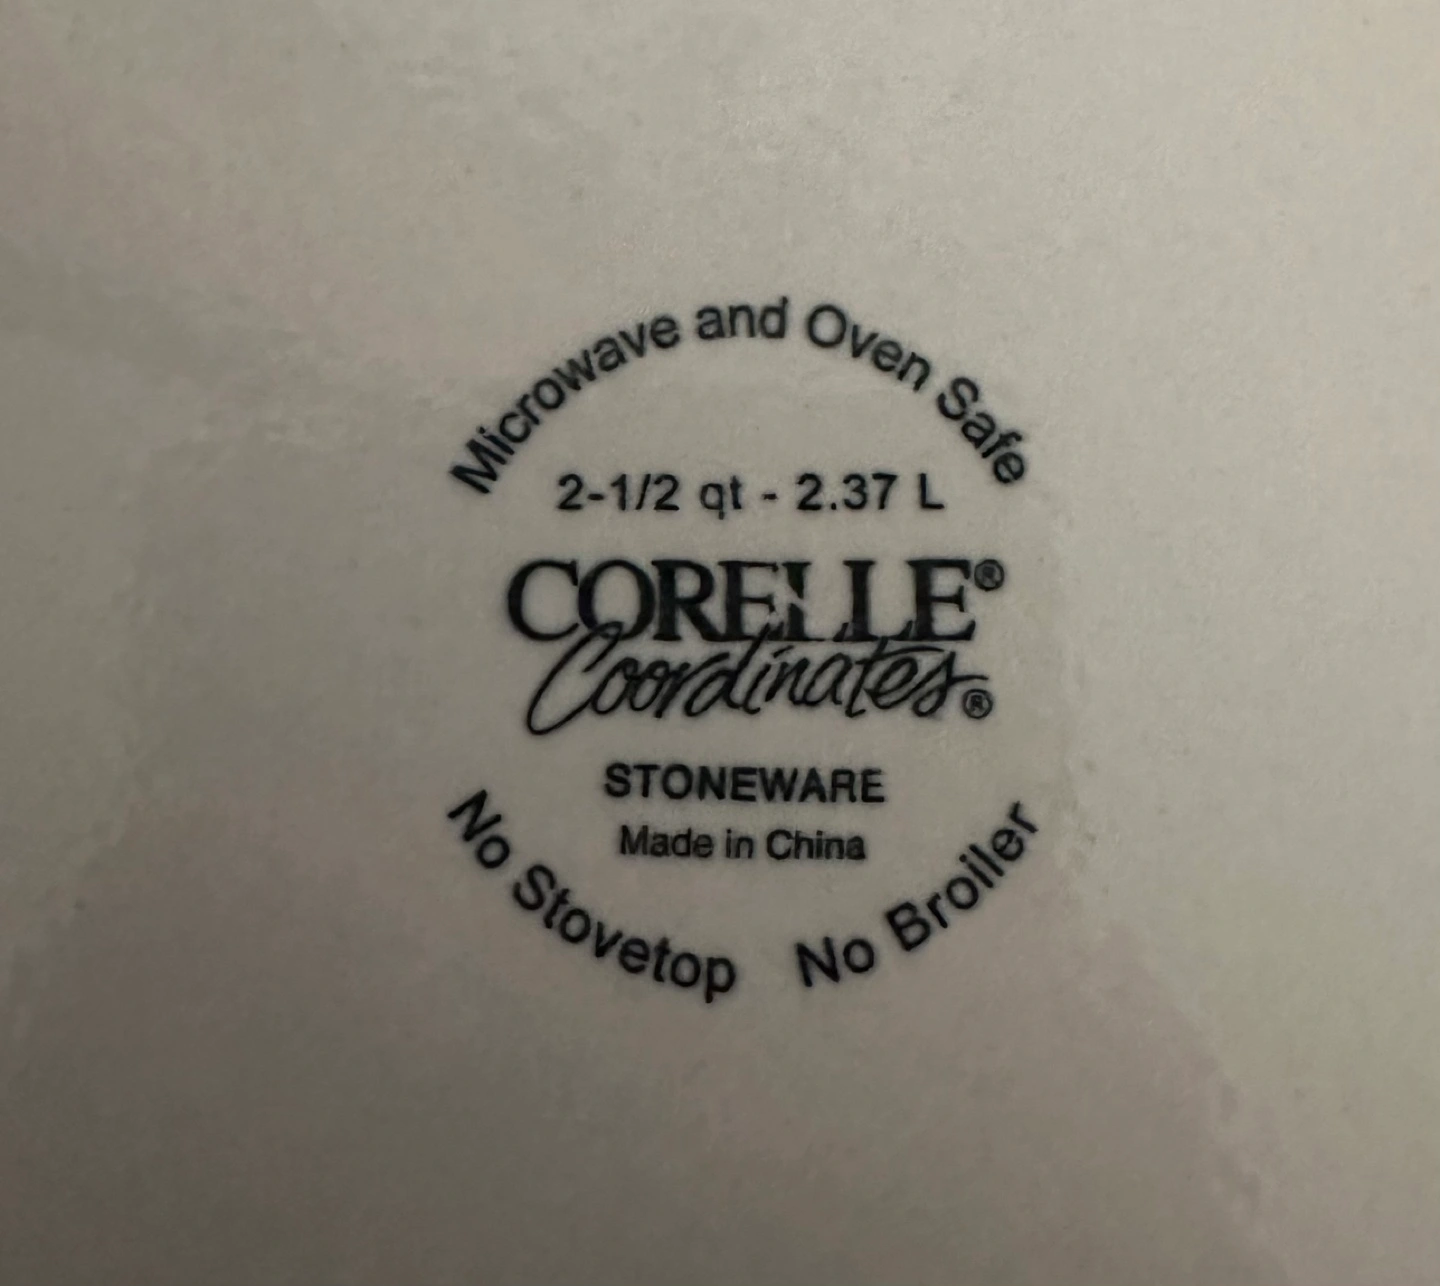 Microwave and Oven Safe
2-1/2 qt - 2.37 L
CORELLE®
Coordinates®
STONEWARE
Made in China
No Stovetop No Broiler